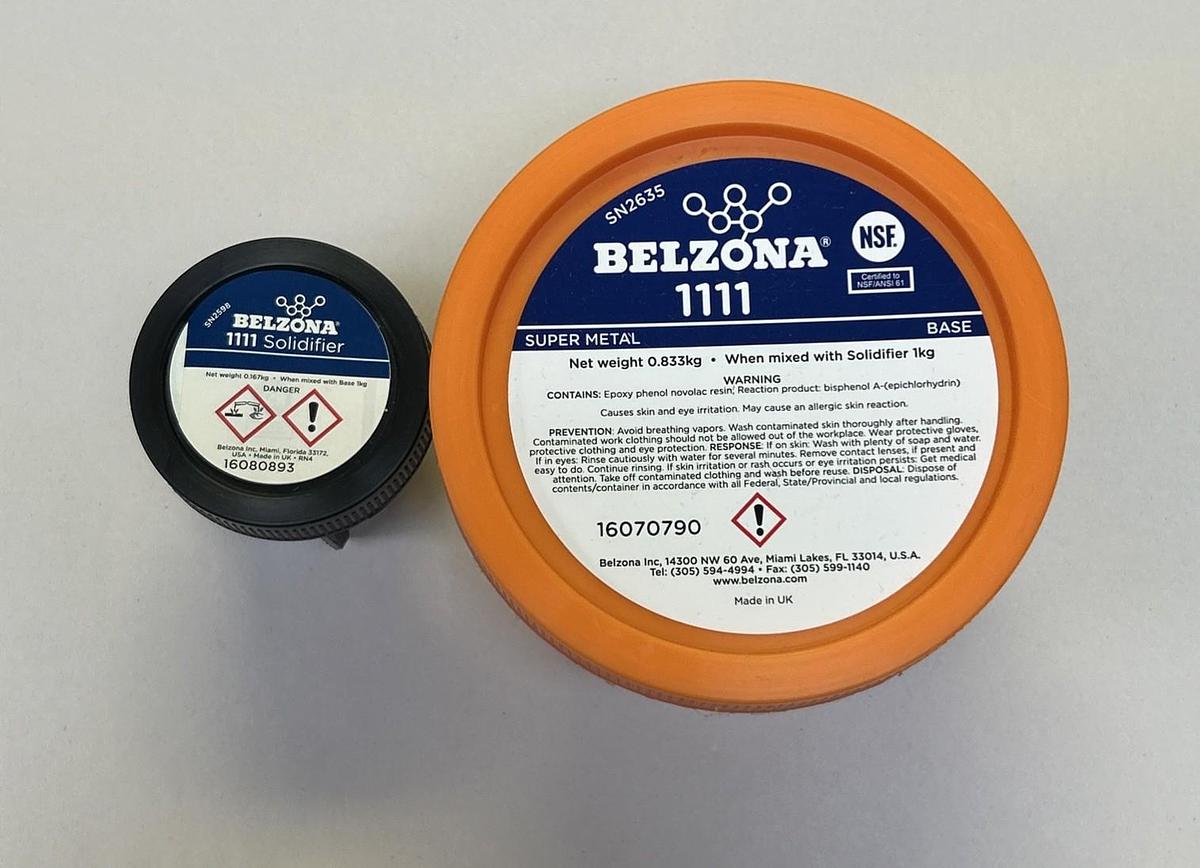 SN2598
BELZONA®
1111 Solidifier
Net weight 0.167kg • When mixed with Base 1kg
DANGER
Belzona Inc, Miami, Florida 33172,
USA • Made in UK • RN4
16080893
SN2635
BELZONA®
1111
NSF.
Certified to
NSF/ANSI 61
SUPER METAL
BASE
Net weight 0.833kg • When mixed with Solidifier 1kg
WARNING
CONTAINS: Epoxy phenol novolac resin; Reaction product: bisphenol A-(epichlorhydrin)
Causes skin and eye irritation. May cause an allergic skin reaction.
PREVENTION: Avoid breathing vapors. Wash contaminated skin thoroughly after handling.
Contaminated work clothing should not be allowed out of the workplace. Wear protective gloves,
protective clothing and eye protection. RESPONSE: If on skin: Wash with plenty of soap and water.
If in eyes: Rinse cautiously with water for several minutes. Remove contact lenses, if present and
easy to do. Continue rinsing. If skin irritation or rash occurs or eye irritation persists: Get medical
attention. Take off contaminated clothing and wash before reuse. DISPOSAL: Dispose of
contents/container in accordance with all Federal, State/Provincial and local regulations.
16070790
Belzona Inc, 14300 NW 60 Ave, Miami Lakes, FL 33014, U.S.A.
Tel: (305) 594-4994 • Fax: (305) 599-1140
www.belzona.com
Made in UK